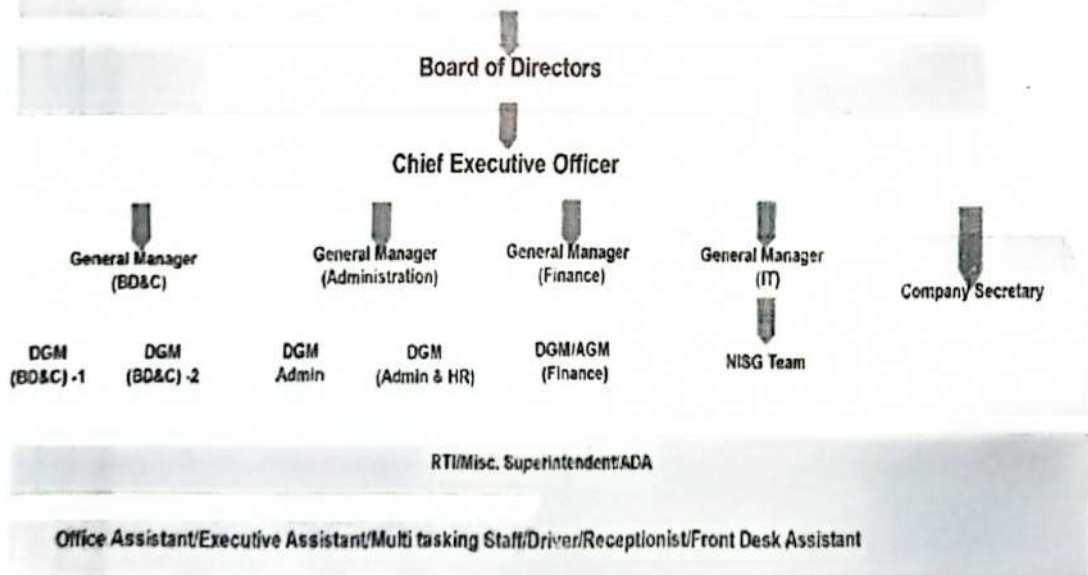 Board of Directors
Chief Executive Officer
General Manager
(BD&C)
General Manager
(Administration)
General Manager
(Finance)
General Manager
(IT)
Company Secretary
DGM
(BD&C) -1
DGM
(BD&C) -2
DGM
Admin
DGM
(Admin & HR)
DGM/AGM
(Finance)
NISG Team
RTI/Misc. Superintendent/ADA
Office Assistant/Executive Assistant/Multi tasking Staff/Driver/Receptionist/Front Desk Assistant